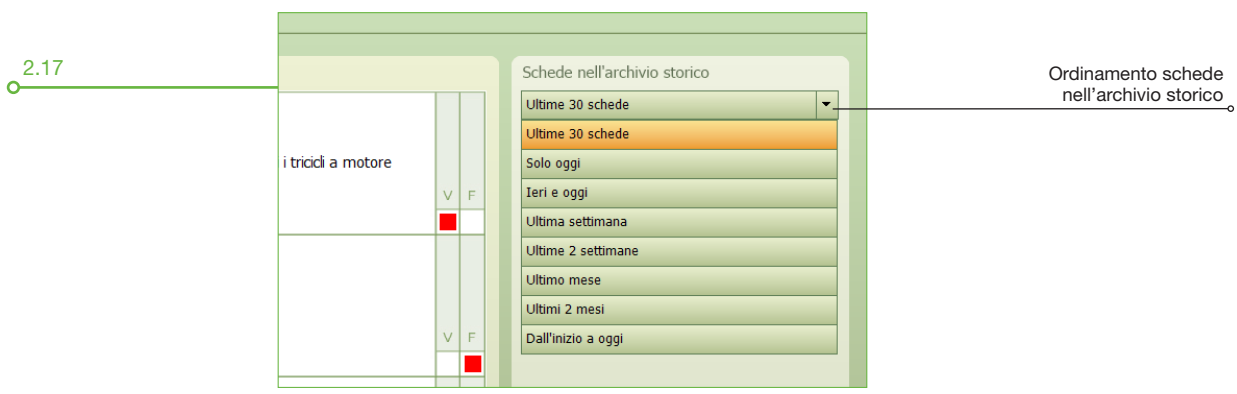 2.17
i tricicli a motore
V F
V F
Schede nell'archivio storico
Ultime 30 schede
Ultime 30 schede
Solo oggi
Ieri e oggi
Ultima settimana
Ultime 2 settimane
Ultimo mese
Ultimi 2 mesi
Dall'inizio a oggi
Ordinamento schede
nell’archivio storico